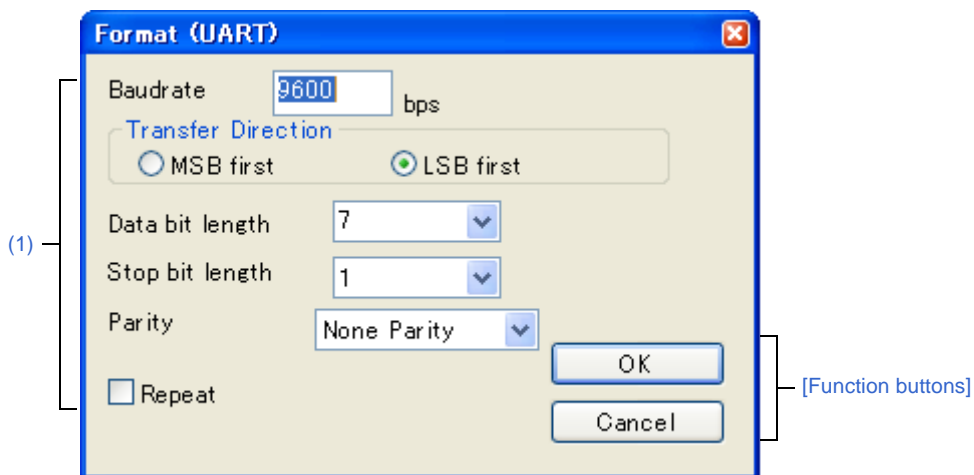 Format (UART)
Baudrate 9600 bps
Transfer Direction
MSB first LSB first
(1)
Data bit length 7
Stop bit length 1
Parity None Parity
OK
[Function buttons]
Repeat
Cancel